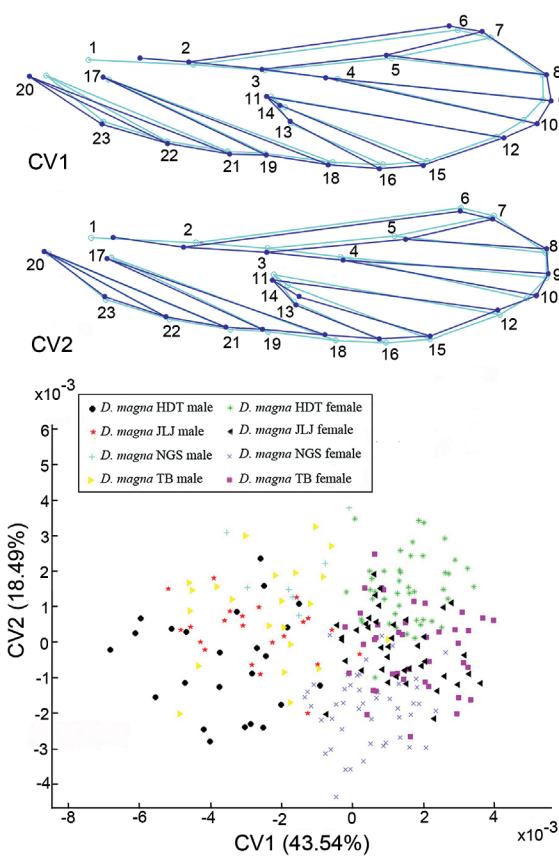 1 2 3 4 5 6 7 8 10 11 12 13 14 15 16 17 18 19 20 21 22 23
CV1
1 2 3 4 5 6 7 8 9 10 11 12 13 14 15 16 17 18 19 20 21 22 23
CV2
×10⁻³
D. magna HDT male
D. magna HDT female
D. magna JLJ male
D. magna JLJ female
D. magna NGS male
D. magna NGS female
D. magna TB male
D. magna TB female
6
5
4
3
2
1
0
-1
-2
-3
-4
CV2 (18.49%)
-8 -6 -4 -2 0 2 4
×10⁻³
CV1 (43.54%)